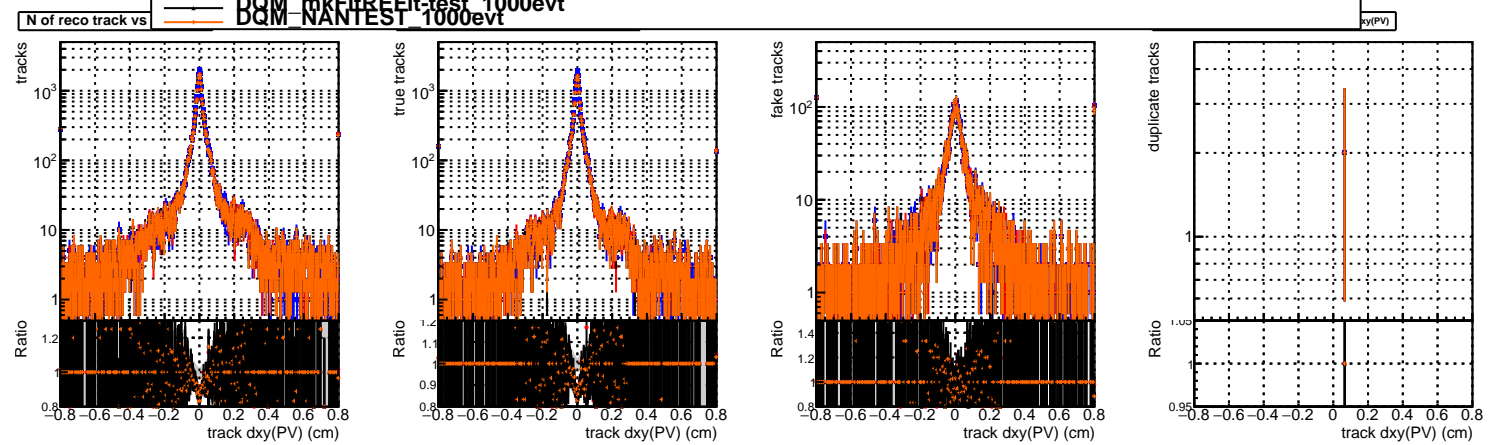 DQM_mkFitREFit-test_1000evt
DQM_NANTEST_1000evt
N of reco track vs
xy(PV)
tracks
10³
10²
10
1
Ratio
1.2
1
0.8
−0.8 −0.6 −0.4 −0.2 0 0.2 0.4 0.6 0.8
track dxy(PV) (cm)
true tracks
10³
10²
10
1
Ratio
1.2
1
0.9
0.8
−0.8 −0.6 −0.4 −0.2 0 0.2 0.4 0.6 0.8
track dxy(PV) (cm)
fake tracks
10²
10
1
Ratio
1.4
1.2
1
0.8
−0.8 −0.6 −0.4 −0.2 0 0.2 0.4 0.6 0.8
track dxy(PV) (cm)
duplicate tracks
1
Ratio
1.05
1
0.95
−0.8 −0.6 −0.4 −0.2 0 0.2 0.4 0.6 0.8
track dxy(PV) (cm)